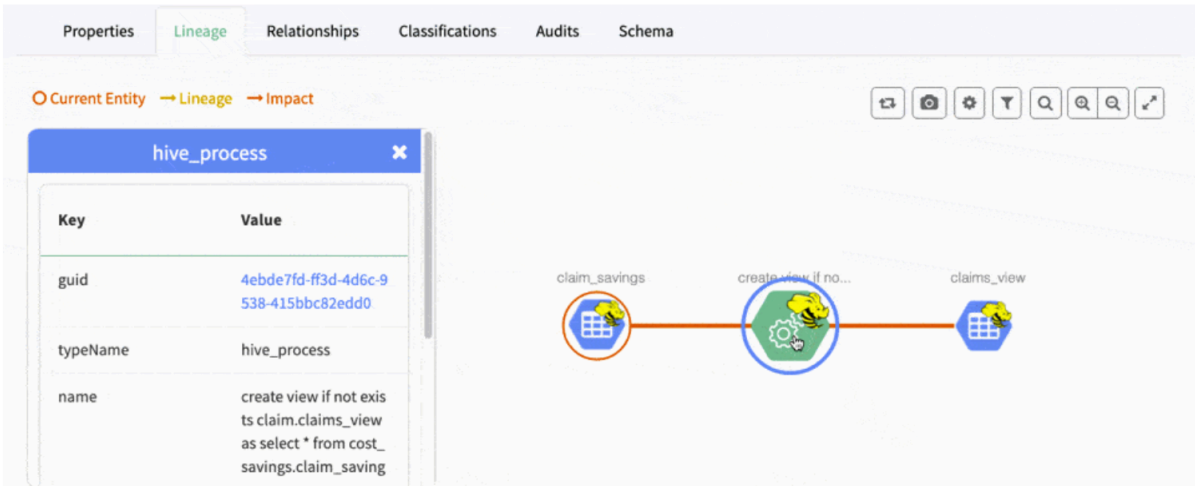 Properties Lineage Relationships Classifications Audits Schema
Current Entity Lineage Impact
hive_process
Key Value
guid 4ebde7fd-ff3d-4d6c-9
538-415bbc82edd0
typeName hive_process
name create view if not exis
ts claim.claims_view
as select * from cost_
savings.claim_saving
claim_savings create view if no... claims_view